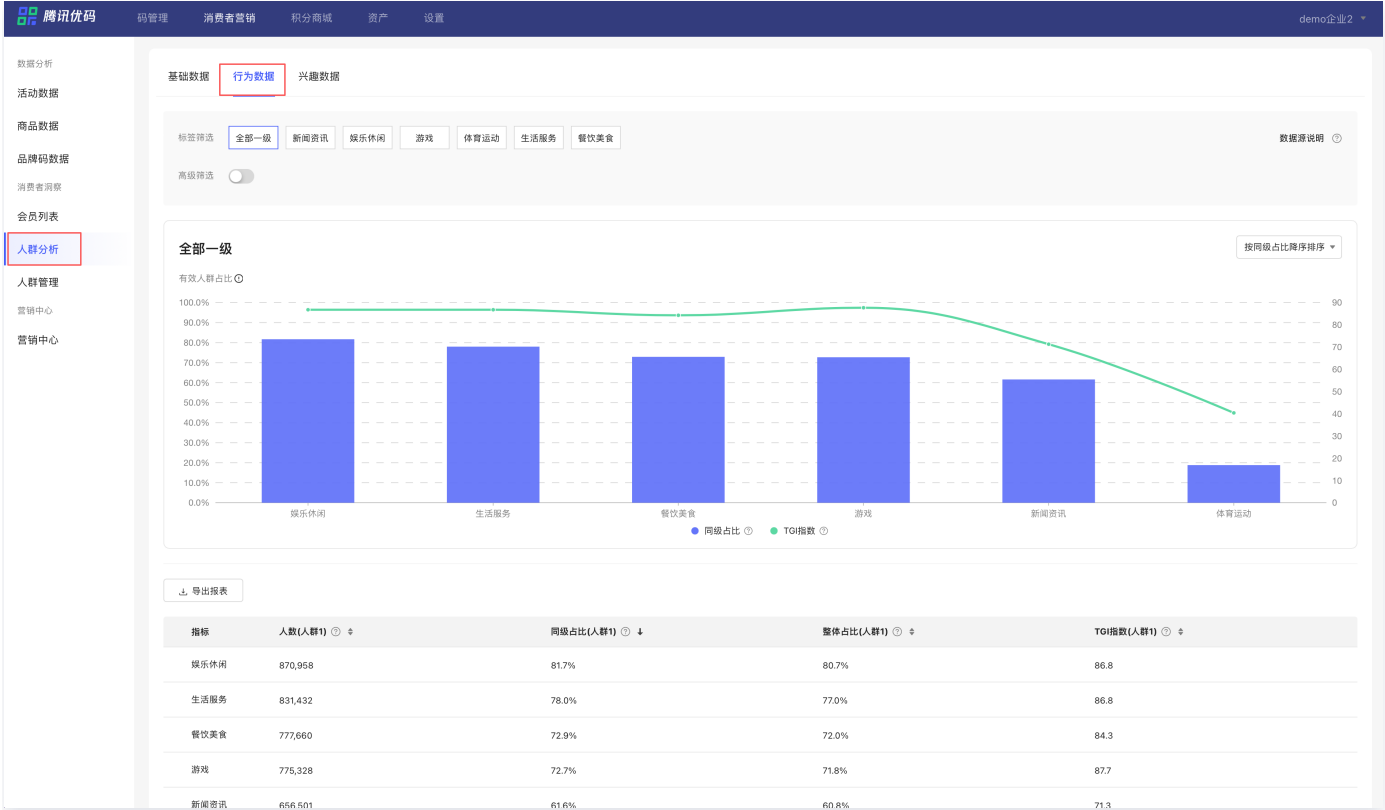 腾讯优码 码管理 消费者营销 积分商城 资产 设置 demo企业2
数据分析
活动数据
商品数据
品牌码数据
消费者洞察
会员列表
人群分析
人群管理
营销中心
营销中心
基础数据 行为数据 兴趣数据
标签筛选 全部一级 新闻资讯 娱乐休闲 游戏 体育运动 生活服务 餐饮美食 数据源说明
高级筛选
全部一级 按同级占比降序排序
有效人群占比
100.0% 90
90.0% 80
80.0% 70
70.0% 60
60.0% 50
50.0% 40
40.0% 30
30.0% 20
20.0% 10
10.0% 0
0.0%
娱乐休闲 生活服务 餐饮美食 游戏 新闻资讯 体育运动
同级占比 TGI指数
导出报表
指标 人数(人群1) 同级占比(人群1) 整体占比(人群1) TGI指数(人群1)
娱乐休闲 870,958 81.7% 80.7% 86.8
生活服务 831,432 78.0% 77.0% 86.8
餐饮美食 777,660 72.9% 72.0% 84.3
游戏 775,328 72.7% 71.8% 87.7
新闻资讯 656,501 61.6% 60.8% 71.3